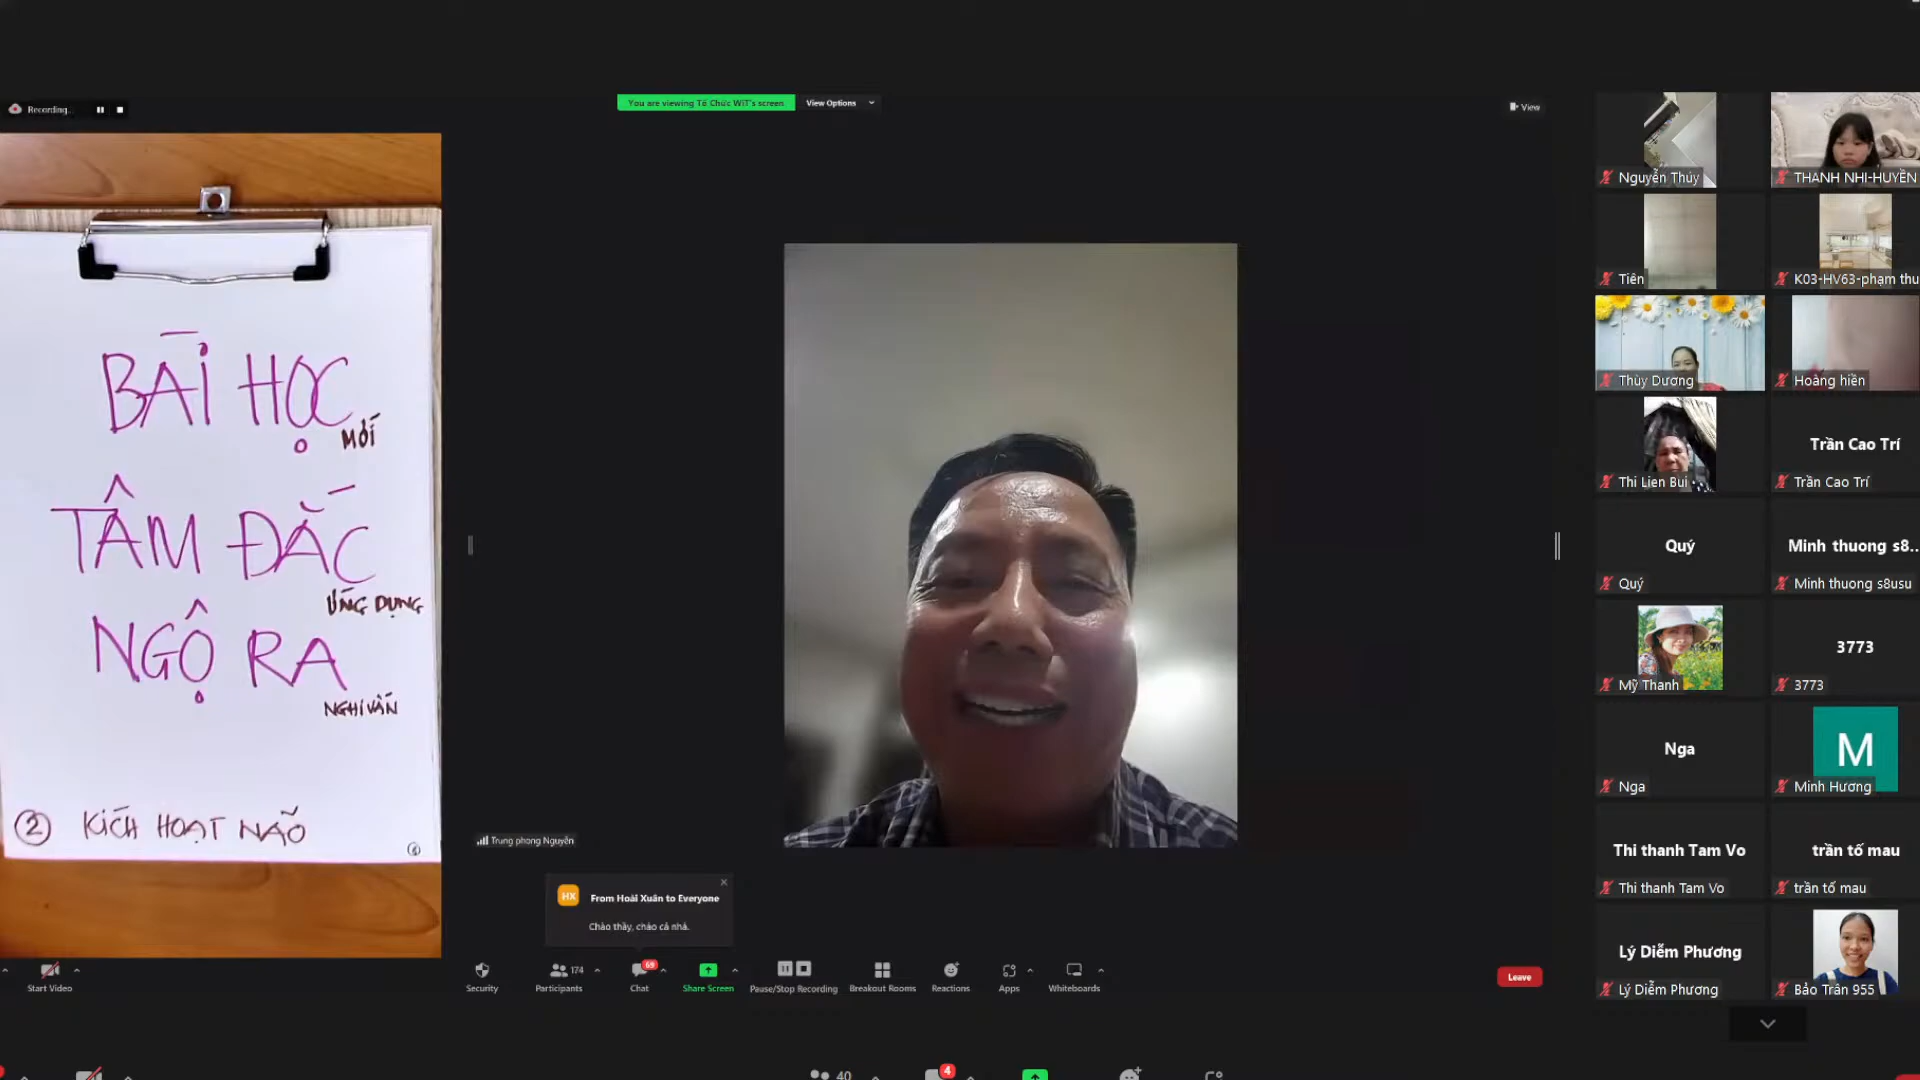 Recording...
You are viewing Tổ Chức WiT's screen
View Options
View
BÀI HỌC
MỚI
TÂM ĐẮC
ỨNG DỤNG
NGỘ RA
NGHI VẤN
2 KÍCH HOẠT NÃO
Trung phong Nguyễn
HX From Hoài Xuân to Everyone
Chào thầy, chào cả nhà.
Start Video
Security
Participants 174
Chat 69
Share Screen
Pause/Stop Recording
Breakout Rooms
Reactions
Apps
Whiteboards
Leave
Nguyễn Thúy
THANH NHI-HUYỀN
Tiên
K03-HV63-phạm thu
Thùy Dương
Hoàng hiền
Thi Lien Bui
Trần Cao Trí
Trần Cao Trí
Quý
Quý
Minh thuong s8...
Minh thuong s8usu
Mỹ Thanh
3773
3773
Nga
Nga
M
Minh Hương
Thi thanh Tam Vo
Thi thanh Tam Vo
trần tố mau
trần tố mau
Lý Diễm Phương
Lý Diễm Phương
Bảo Trân 955
40
4